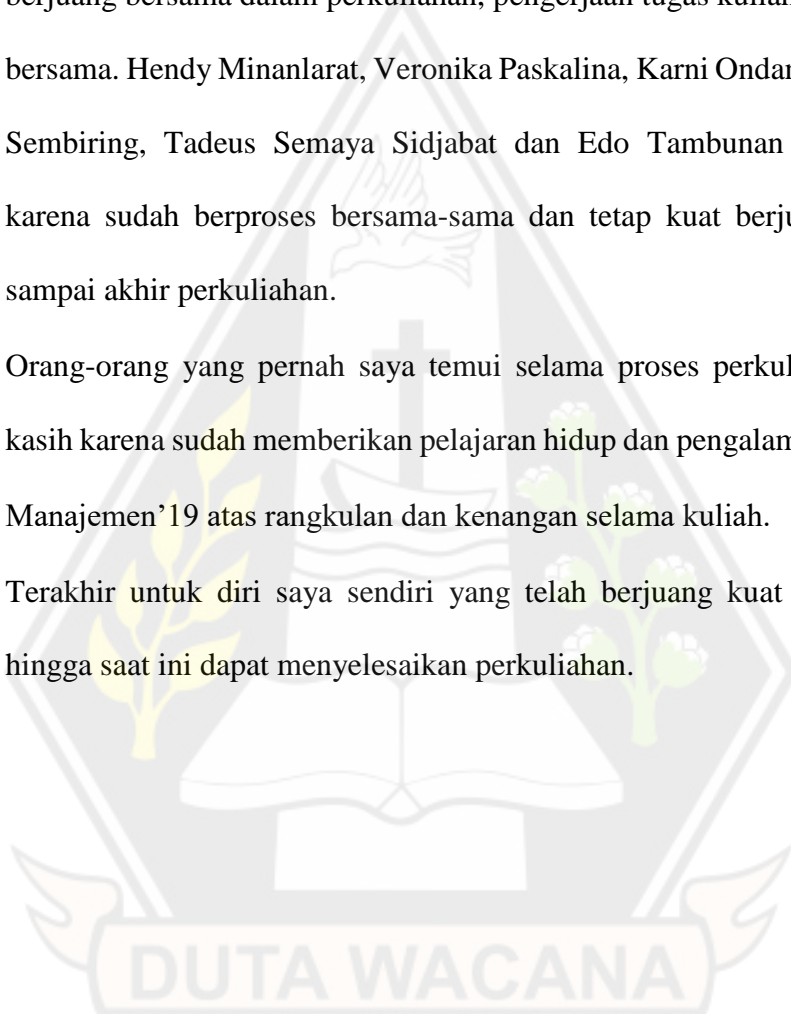 berjuang bersama dalam perkuliahan, pengerjaan tugas kuliah
bersama. Hendy Minanlarat, Veronika Paskalina, Karni Ondar
Sembiring, Tadeus Semaya Sidjabat dan Edo Tambunan
karena sudah berproses bersama-sama dan tetap kuat berju
sampai akhir perkuliahan.
Orang-orang yang pernah saya temui selama proses perkul
kasih karena sudah memberikan pelajaran hidup dan pengalam
Manajemen’19 atas rangkulan dan kenangan selama kuliah.
Terakhir untuk diri saya sendiri yang telah berjuang kuat
hingga saat ini dapat menyelesaikan perkuliahan.
DUTA WACANA